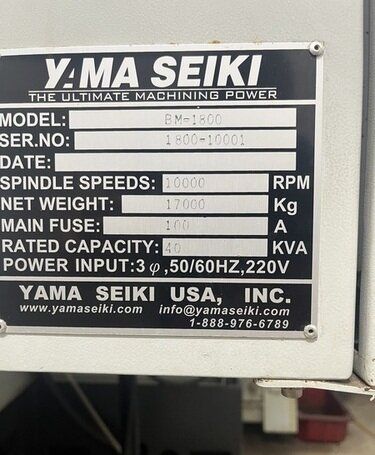 YAMA SEIKI
THE ULTIMATE MACHINING POWER
MODEL: BM-1800
SER.NO: 1800-10001
DATE:
SPINDLE SPEEDS: 10000 RPM
NET WEIGHT: 17000 Kg
MAIN FUSE: 100 A
RATED CAPACITY: 40 KVA
POWER INPUT:3φ,50/60HZ,220V
YAMA SEIKI USA, INC.
www.yamaseiki.com info@yamaseiki.com
1-888-976-6789